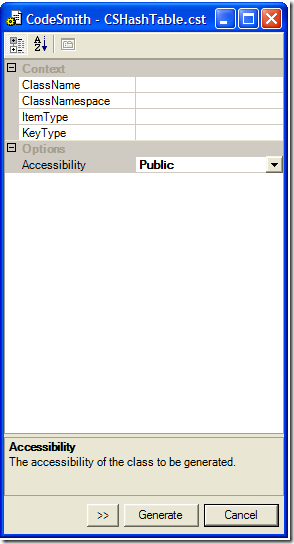 CodeSmith - CSHashTable.cst
Context
ClassName
ClassNamespace
ItemType
KeyType
Options
Accessibility Public
Accessibility
The accessibility of the class to be generated.
>> Generate Cancel